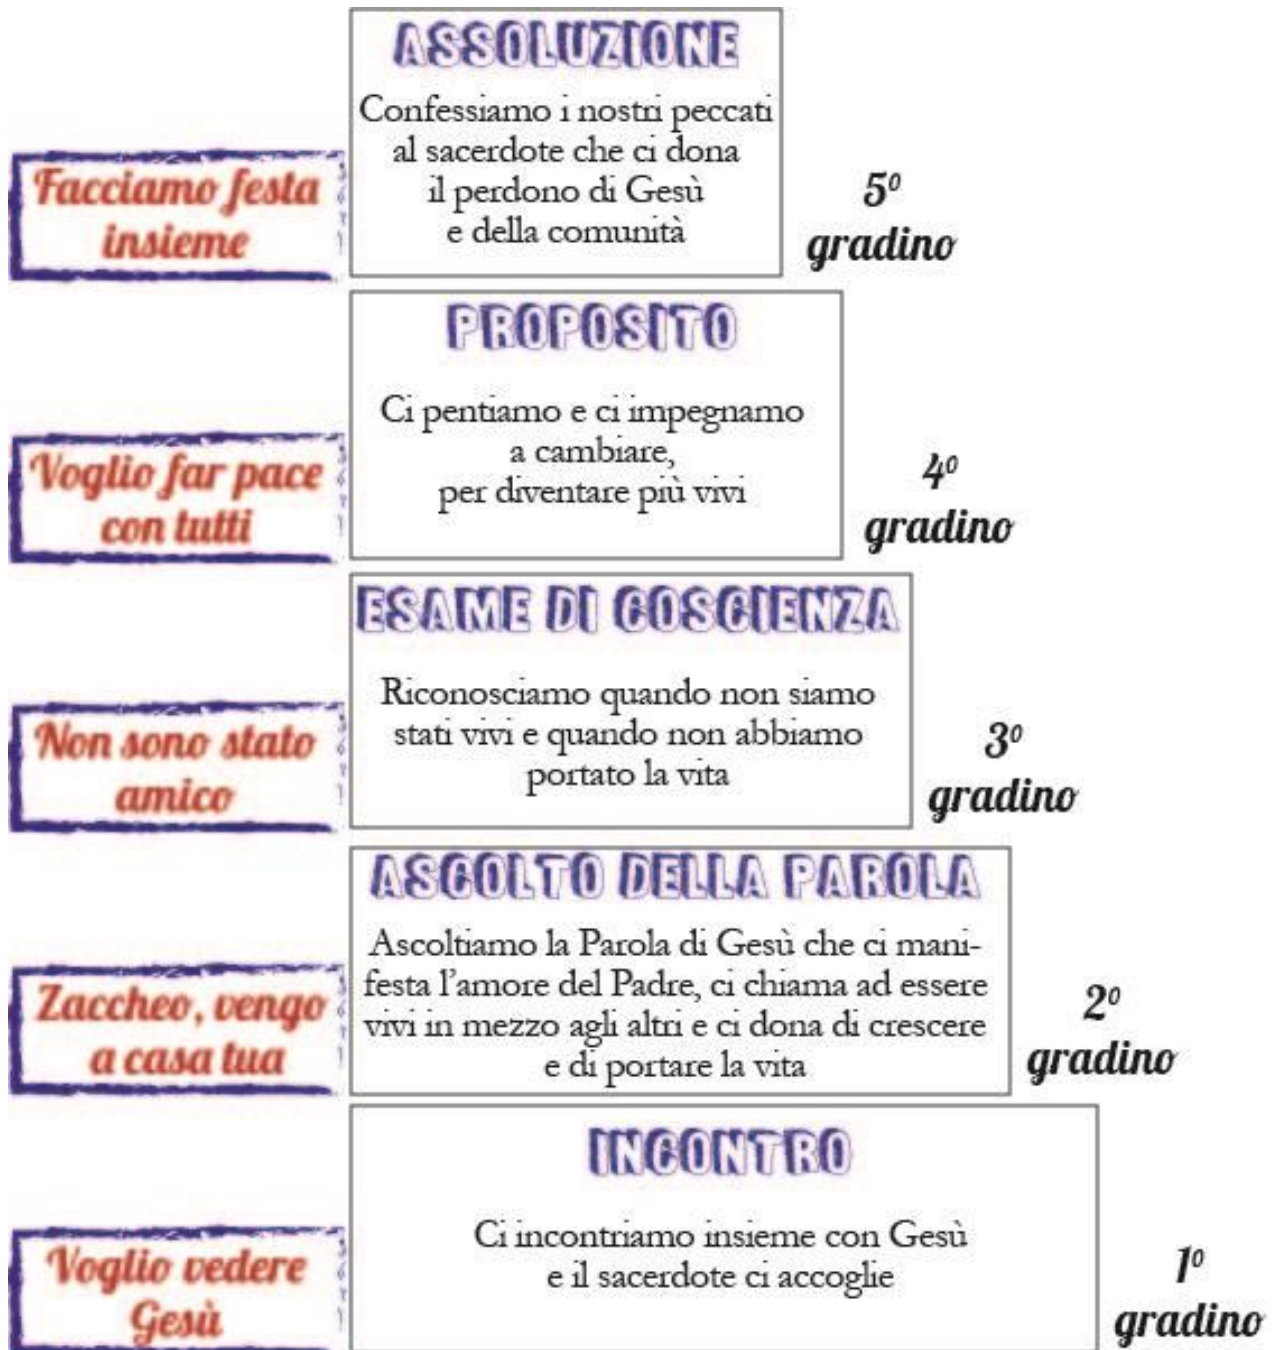 ASSOLUZIONE
Confessiamo i nostri peccati
al sacerdote che ci dona
il perdono di Gesù
e della comunità
Facciamo festa
insieme
5º
gradino
PROPOSITO
Ci pentiamo e ci impegnamo
a cambiare,
per diventare più vivi
Voglio far pace
con tutti
4º
gradino
ESAME DI COSCIENZA
Riconosciamo quando non siamo
stati vivi e quando non abbiamo
portato la vita
Non sono stato
amico
3º
gradino
ASCOLTO DELLA PAROLA
Ascoltiamo la Parola di Gesù che ci mani-
festa l'amore del Padre, ci chiama ad essere
vivi in mezzo agli altri e ci dona di crescere
e di portare la vita
Zaccheo, vengo
a casa tua
2º
gradino
INCONTRO
Ci incontriamo insieme con Gesù
e il sacerdote ci accoglie
Voglio vedere
Gesù
1º
gradino